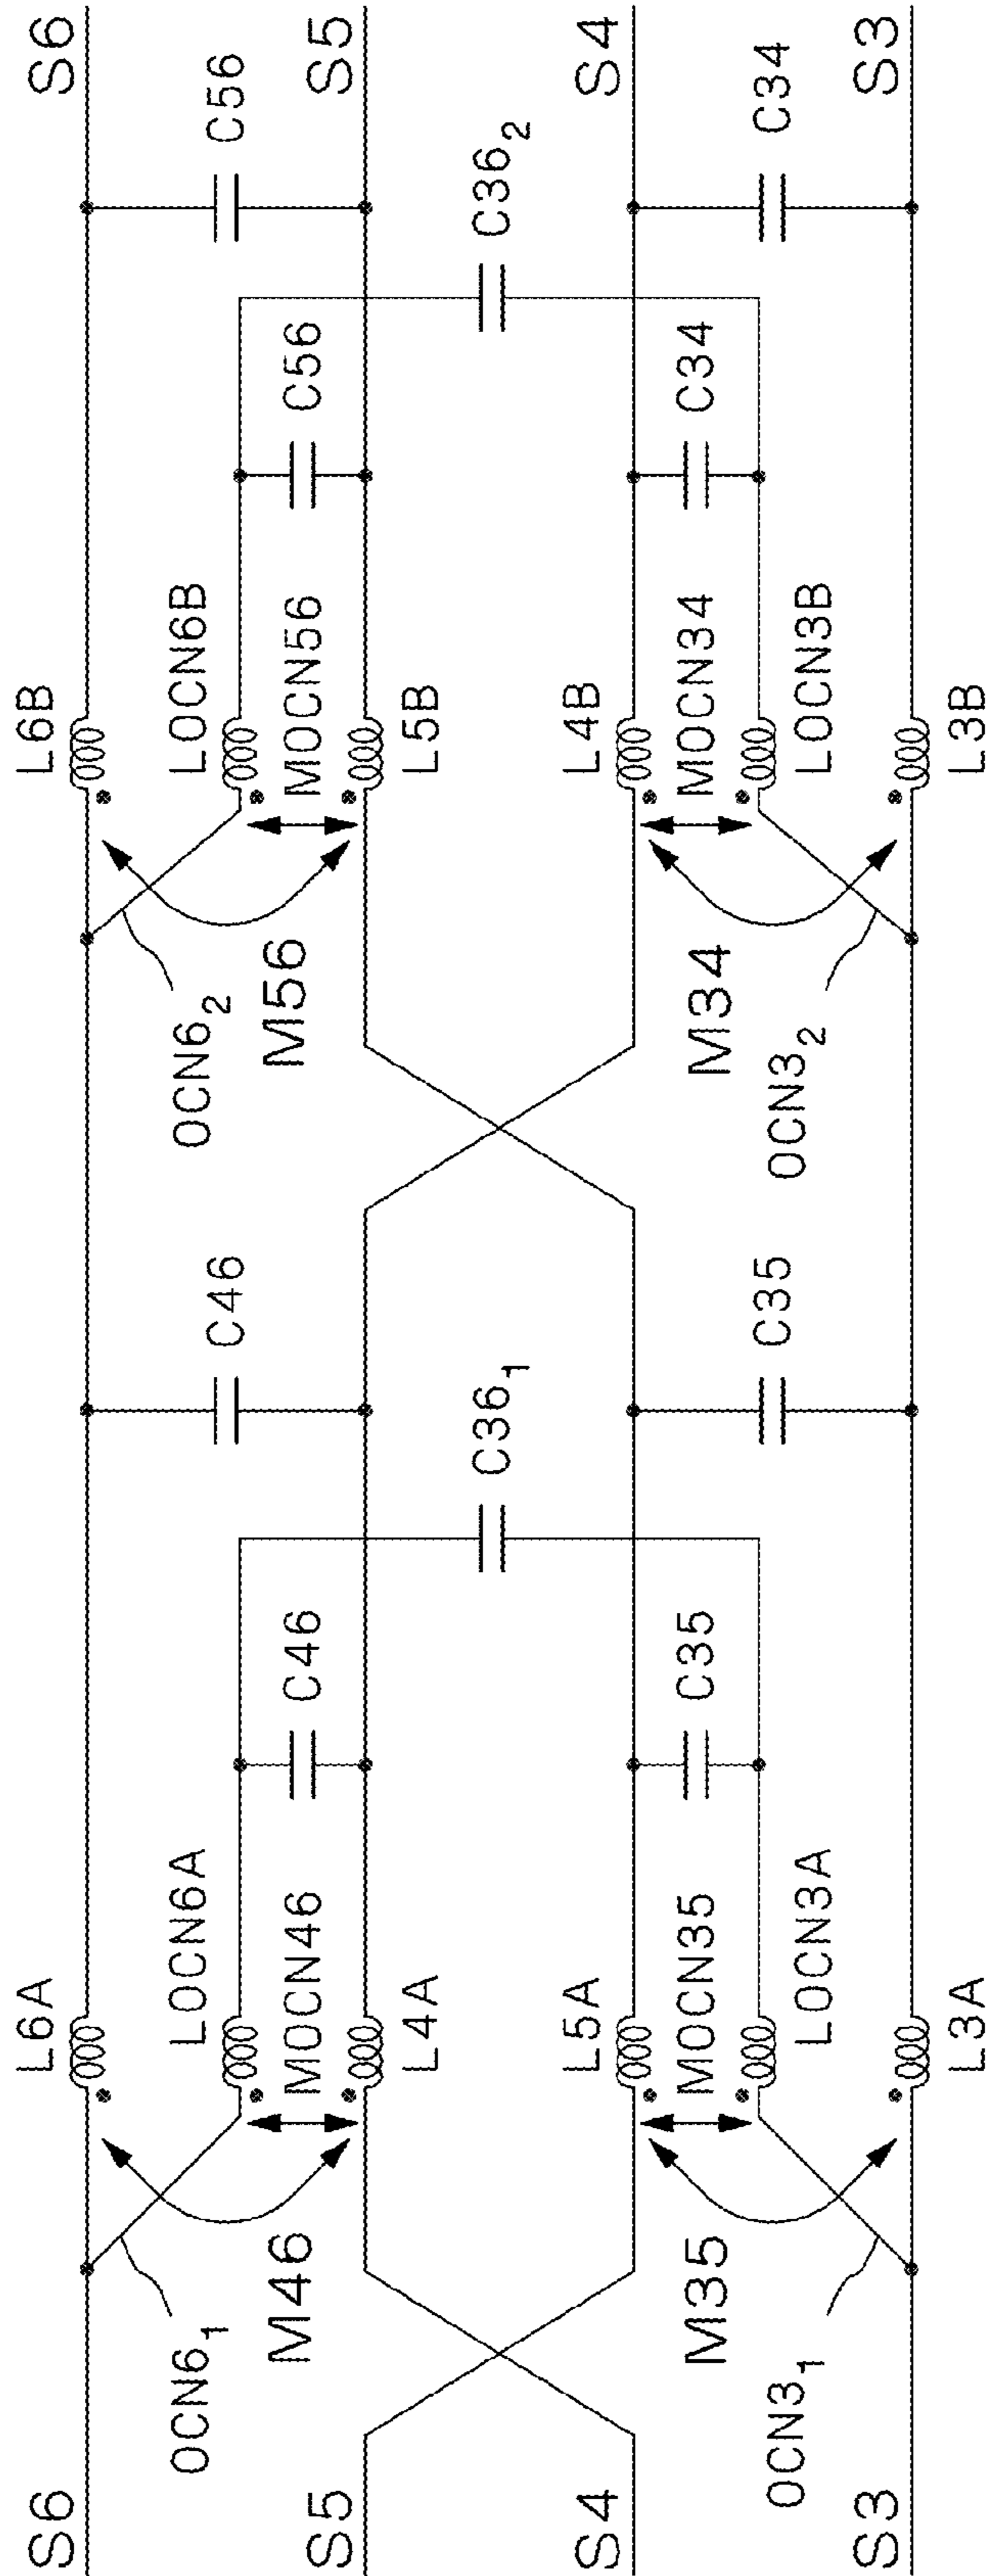 S6
L6A
L6B
S6
OCN6₁
LOCN6A
C46
OCN6₂
LOCN6B
C56
M46
MOCN46
C46
M56
MOCN56
C56
S5
L4A
L5B
S5
C36₁
C36₂
S4
L5A
L4B
S4
M35
MOCN35
C35
M34
MOCN34
C34
OCN3₁
LOCN3A
C35
OCN3₂
LOCN3B
C34
S3
L3A
L3B
S3